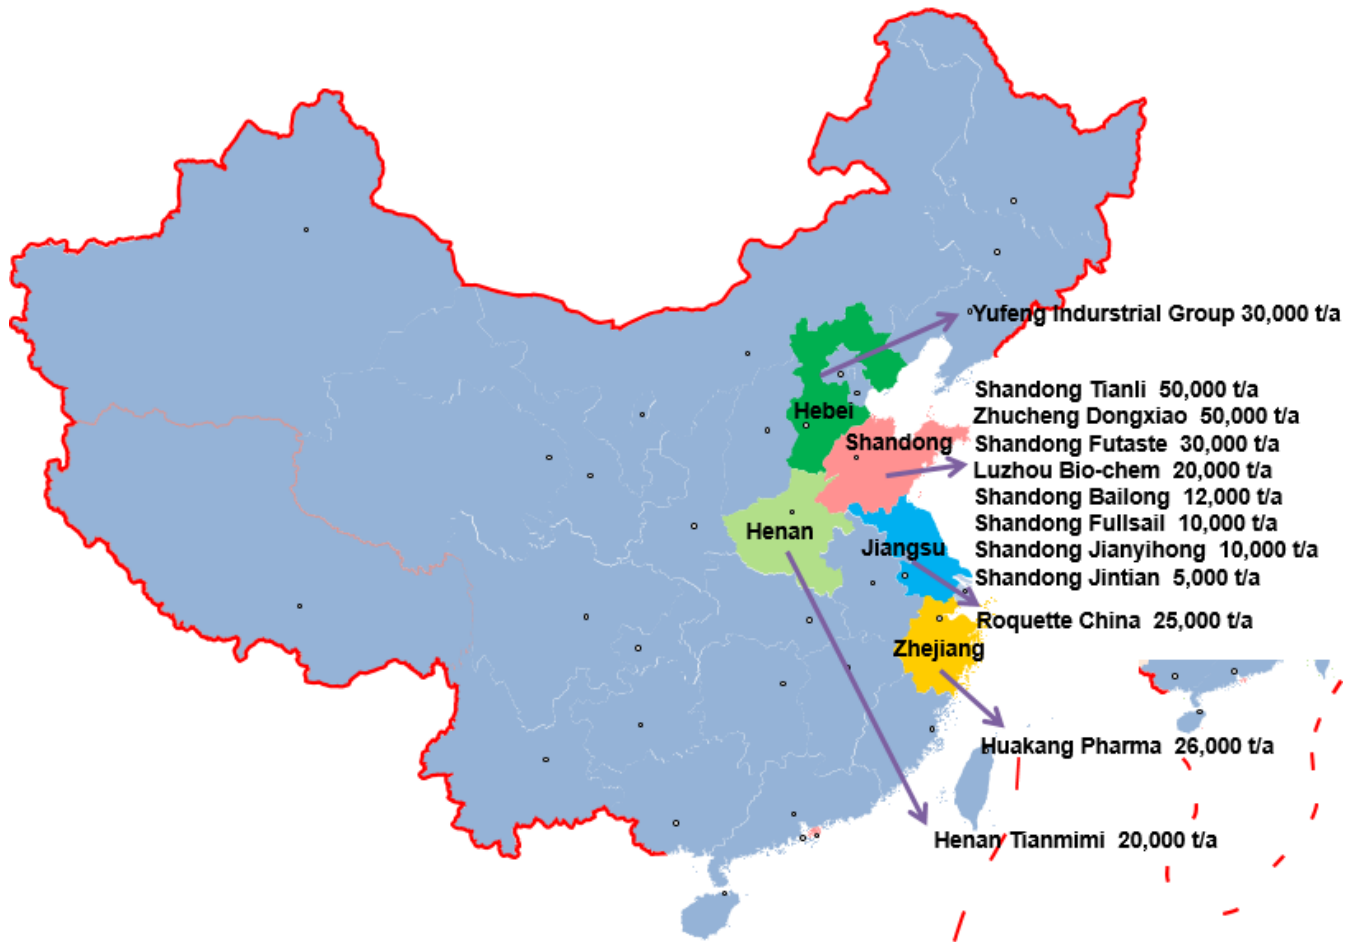 Yufeng Indurstrial Group 30,000 t/a
Shandong Tianli 50,000 t/a
Zhucheng Dongxiao 50,000 t/a
Shandong Futaste 30,000 t/a
Luzhou Bio-chem 20,000 t/a
Shandong Bailong 12,000 t/a
Shandong Fullsail 10,000 t/a
Shandong Jianyihong 10,000 t/a
Shandong Jintian 5,000 t/a
Hebei
Shandong
Henan
Jiangsu
Roquette China 25,000 t/a
Zhejiang
Huakang Pharma 26,000 t/a
Henan Tianmimi 20,000 t/a